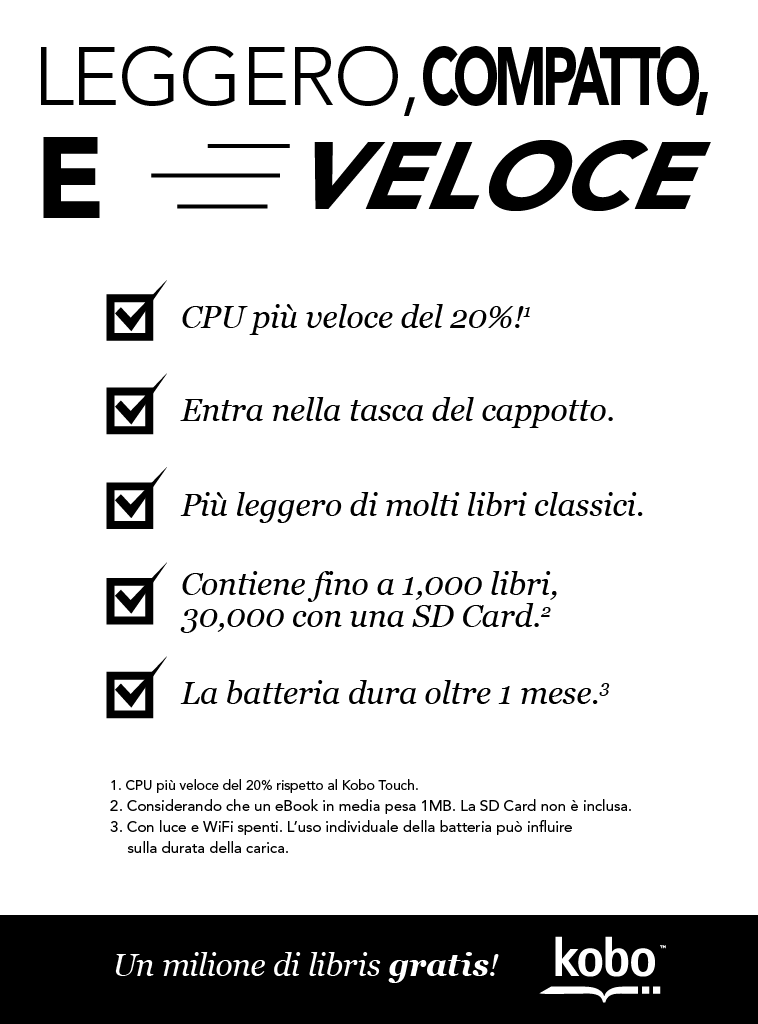 LEGGERO, COMPATTO,
E VELOCE
CPU più veloce del 20%!¹
Entra nella tasca del cappotto.
Più leggero di molti libri classici.
Contiene fino a 1,000 libri,
30,000 con una SD Card.²
La batteria dura oltre 1 mese.³
1. CPU più veloce del 20% rispetto al Kobo Touch.
2. Considerando che un eBook in media pesa 1MB. La SD Card non è inclusa.
3. Con luce e WiFi spenti. L’uso individuale della batteria può influire
sulla durata della carica.
Un milione di libris gratis!
kobo™